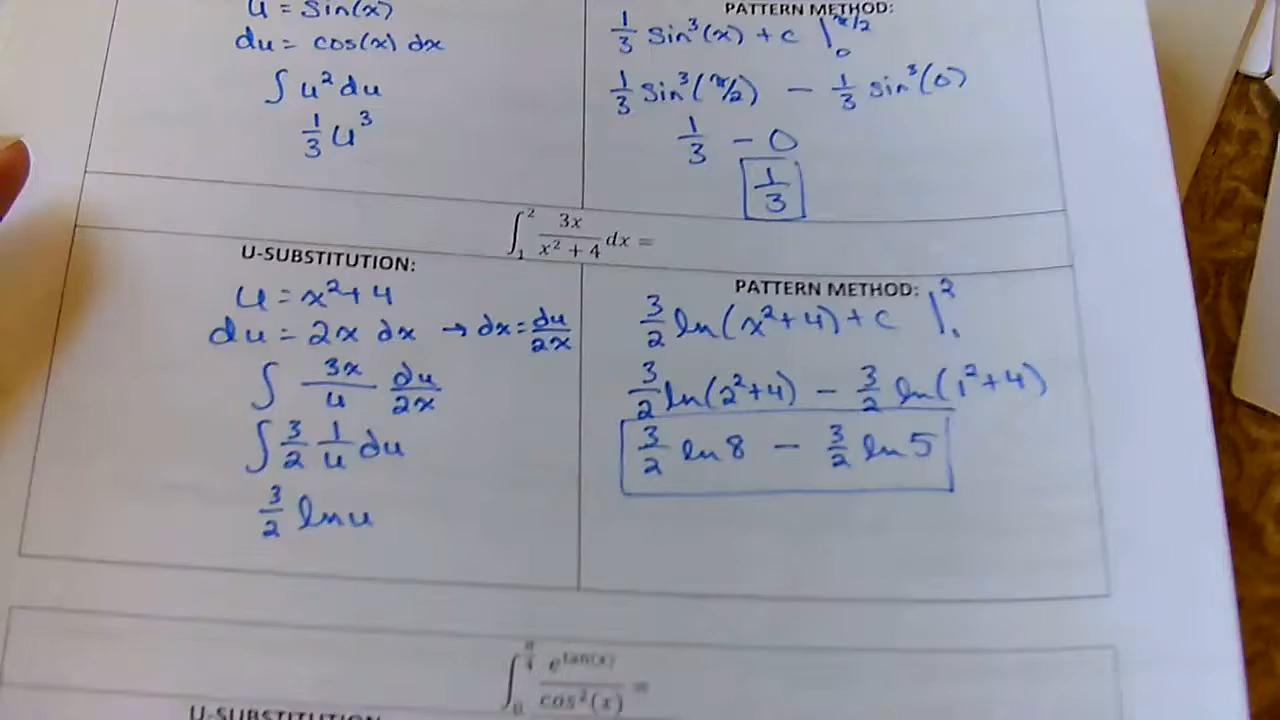 u = sin(x)
du = cos(x) dx
∫ u² du
1/3 u³
PATTERN METHOD:
1/3 sin³(x) + c |₀^π/2
1/3 sin³(π/2) − 1/3 sin³(0)
1/3 − 0
1/3
∫₁² 3x/(x² + 4) dx =
U-SUBSTITUTION:
u = x² + 4
du = 2x dx → dx = du/2x
∫ 3x/u du/2x
∫ 3/2 1/u du
3/2 ln u
PATTERN METHOD:
3/2 ln(x² + 4) + c |₁²
3/2 ln(2² + 4) − 3/2 ln(1² + 4)
3/2 ln 8 − 3/2 ln 5
∫₀^π/4 e^tan(x)/cos²(x) =
U-SUBSTITUTION